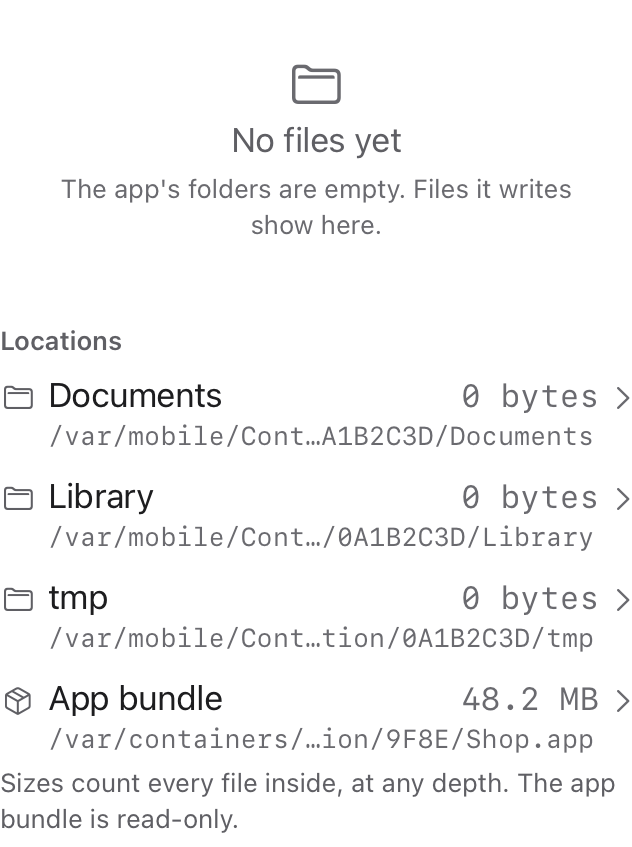 No files yet
The app's folders are empty. Files it writes
show here.
Locations
Documents 0 bytes
/var/mobile/Cont…A1B2C3D/Documents
Library 0 bytes
/var/mobile/Cont…/0A1B2C3D/Library
tmp 0 bytes
/var/mobile/Cont…tion/0A1B2C3D/tmp
App bundle 48.2 MB
/var/containers/…ion/9F8E/Shop.app
Sizes count every file inside, at any depth. The app
bundle is read-only.